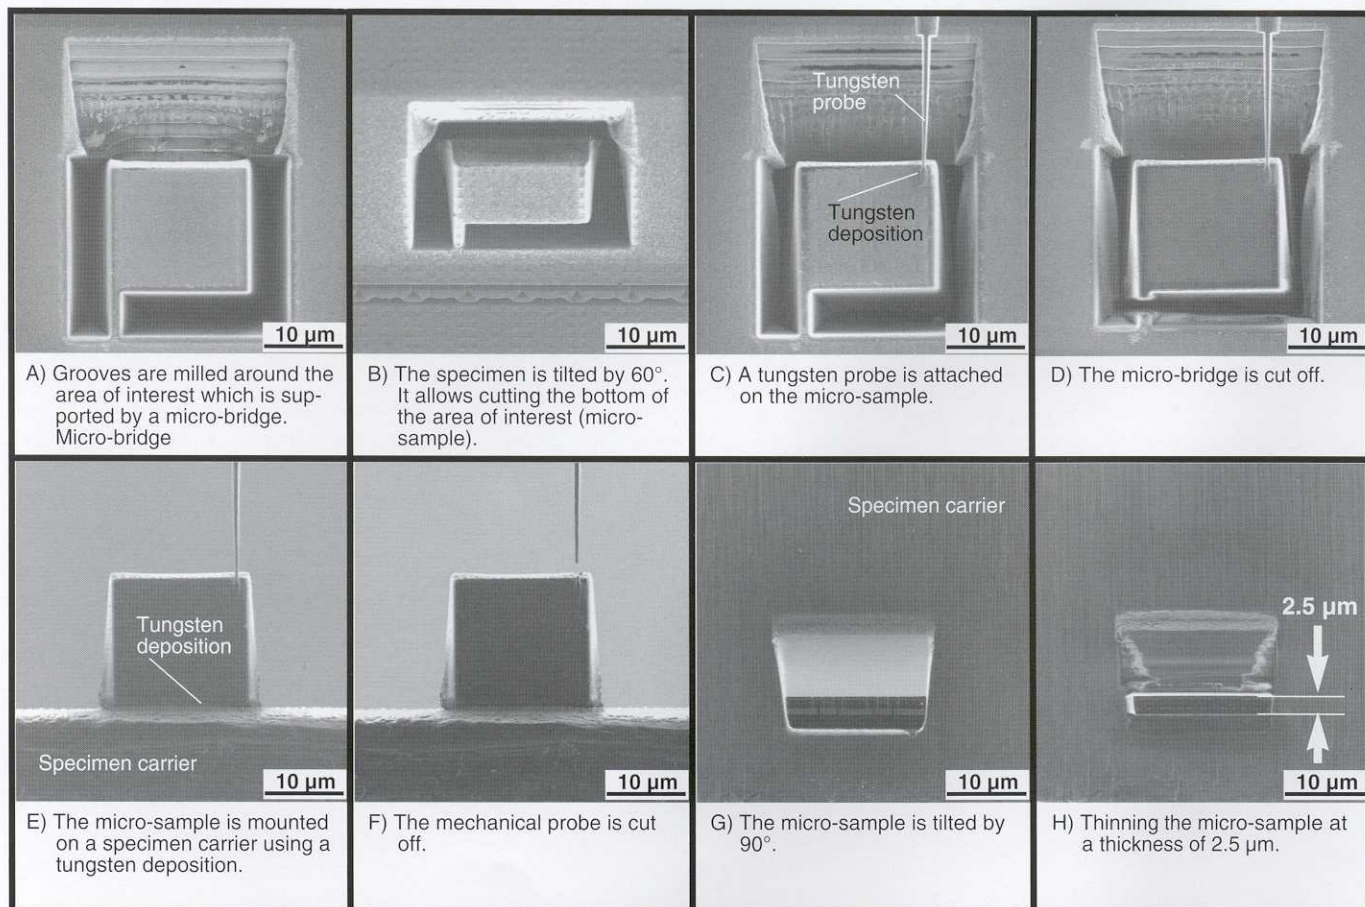 Tungsten
probe
Tungsten
deposition
10 µm
10 µm
10 µm
10 µm
A) Grooves are milled around the
area of interest which is sup-
ported by a micro-bridge.
Micro-bridge
B) The specimen is tilted by 60°.
It allows cutting the bottom of
the area of interest (micro-
sample).
C) A tungsten probe is attached
on the micro-sample.
D) The micro-bridge is cut off.
Tungsten
deposition
Specimen carrier
10 µm
10 µm
Specimen carrier
10 µm
2.5 µm
10 µm
E) The micro-sample is mounted
on a specimen carrier using a
tungsten deposition.
F) The mechanical probe is cut
off.
G) The micro-sample is tilted by
90°.
H) Thinning the micro-sample at
a thickness of 2.5 µm.